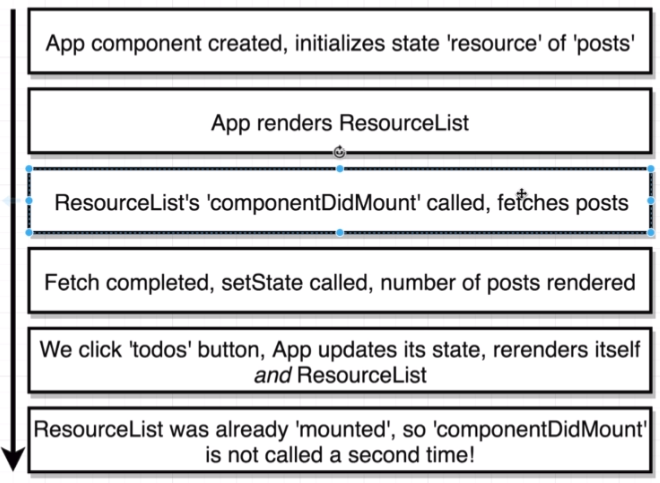 App component created, initializes state 'resource' of 'posts'
App renders ResourceList
ResourceList's 'componentDidMount' called, fetches posts
Fetch completed, setState called, number of posts rendered
We click 'todos' button, App updates its state, rerenders itself
and ResourceList
ResourceList was already 'mounted', so 'componentDidMount'
is not called a second time!